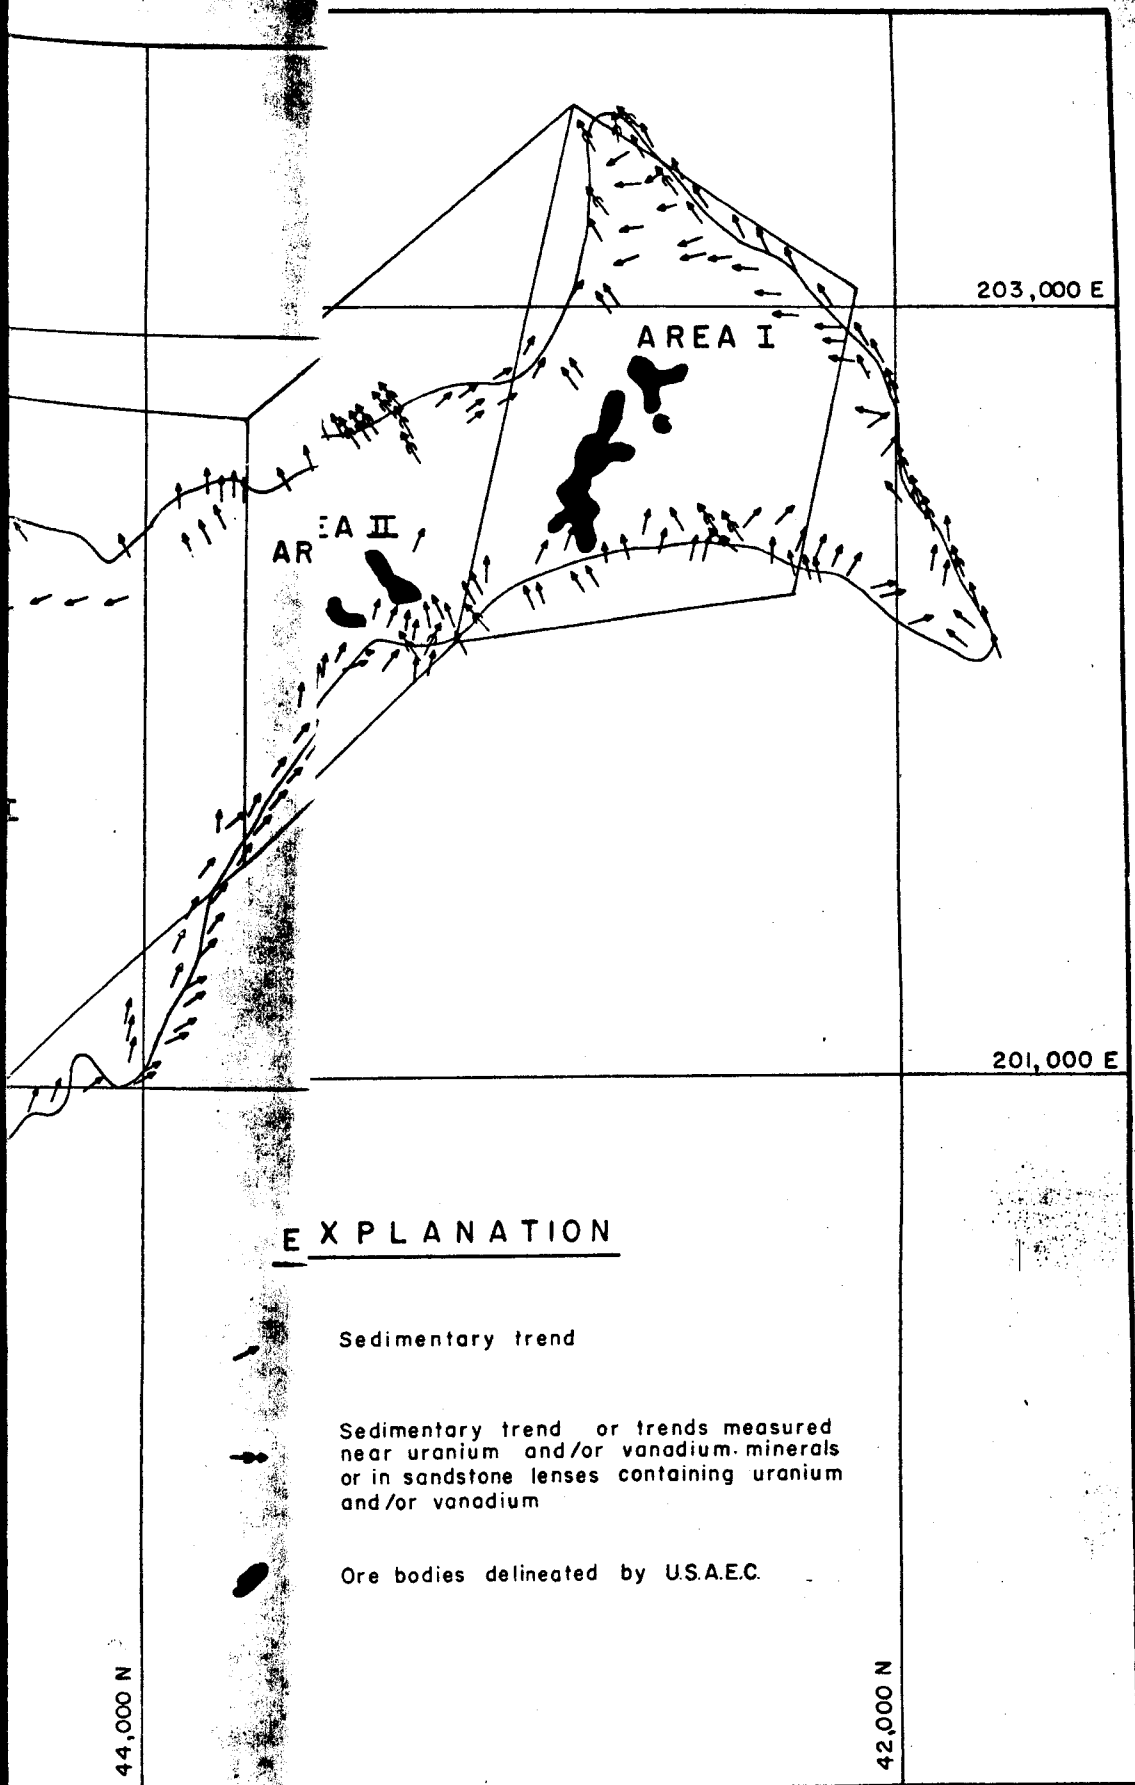 203,000 E
AREA I
AREA II
201,000 E
EXPLANATION
Sedimentary trend
Sedimentary trend or trends measured
near uranium and/or vanadium minerals
or in sandstone lenses containing uranium
and/or vanadium
Ore bodies delineated by U.S.A.E.C.
44,000 N
42,000 N